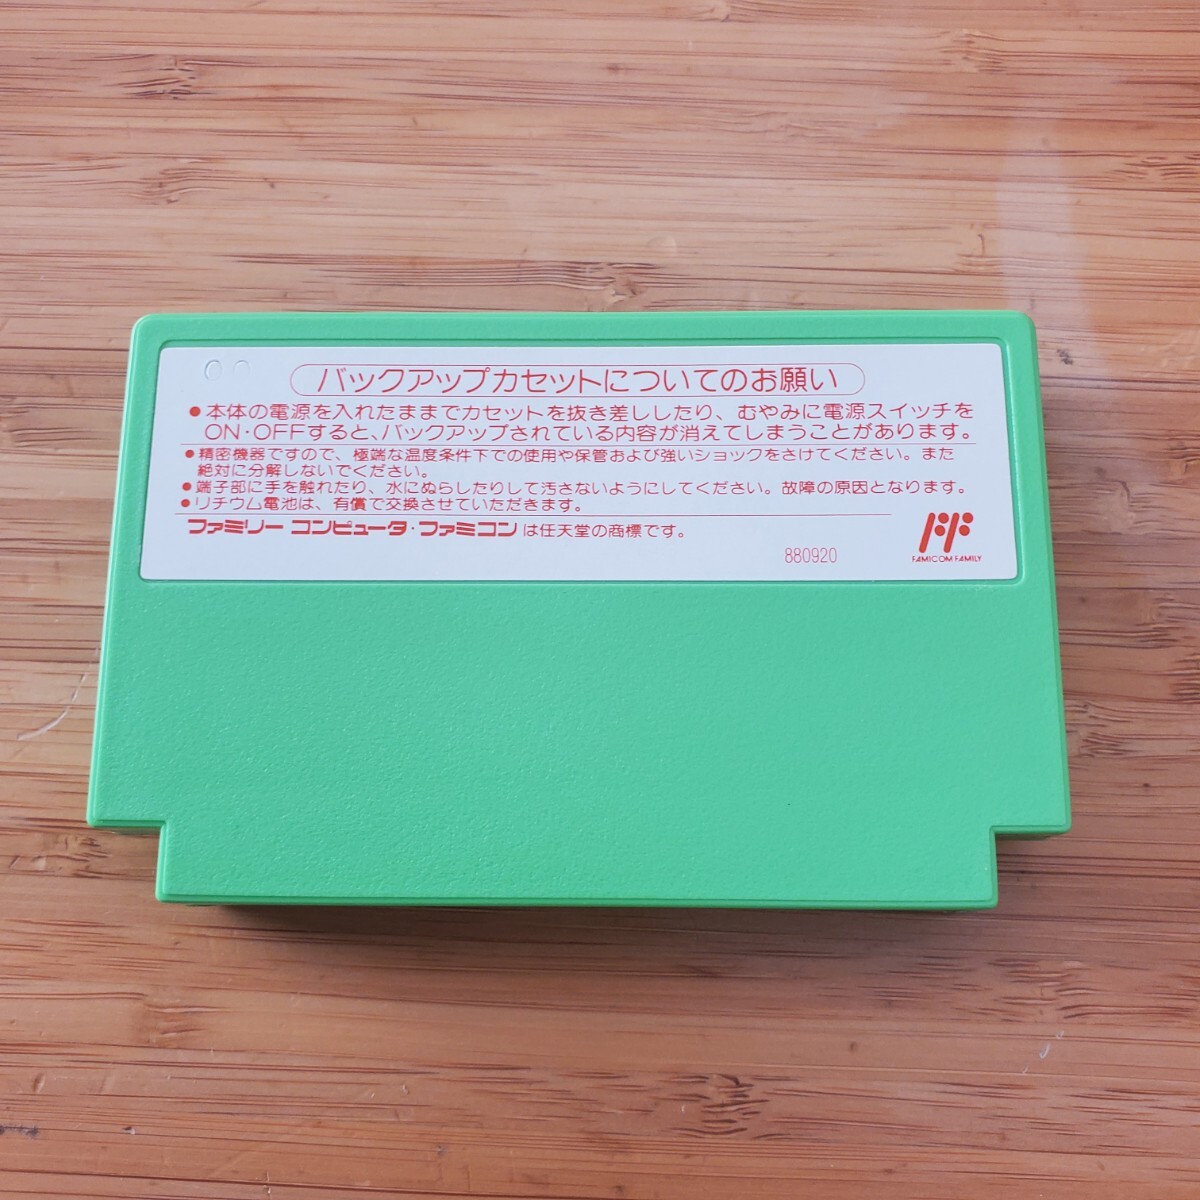 00
バックアップカセットについてのお願い
●本体の電源を入れたままでカセットを抜き差ししたり、むやみに電源スイッチを
ON・OFFすると、バックアップされている内容が消えてしまうことがあります。
●精密機器ですので、極端な温度条件下での使用や保管および強いショックをさけてください。また
絶対に分解しないでください。
●端子部に手を触れたり、水にぬらしたりして汚さないようにしてください。故障の原因となります。
●リチウム電池は、有償で交換させていただきます。
ファミリー コンピュータ・ファミコンは任天堂の商標です。
880920
FAMICOM FAMILY